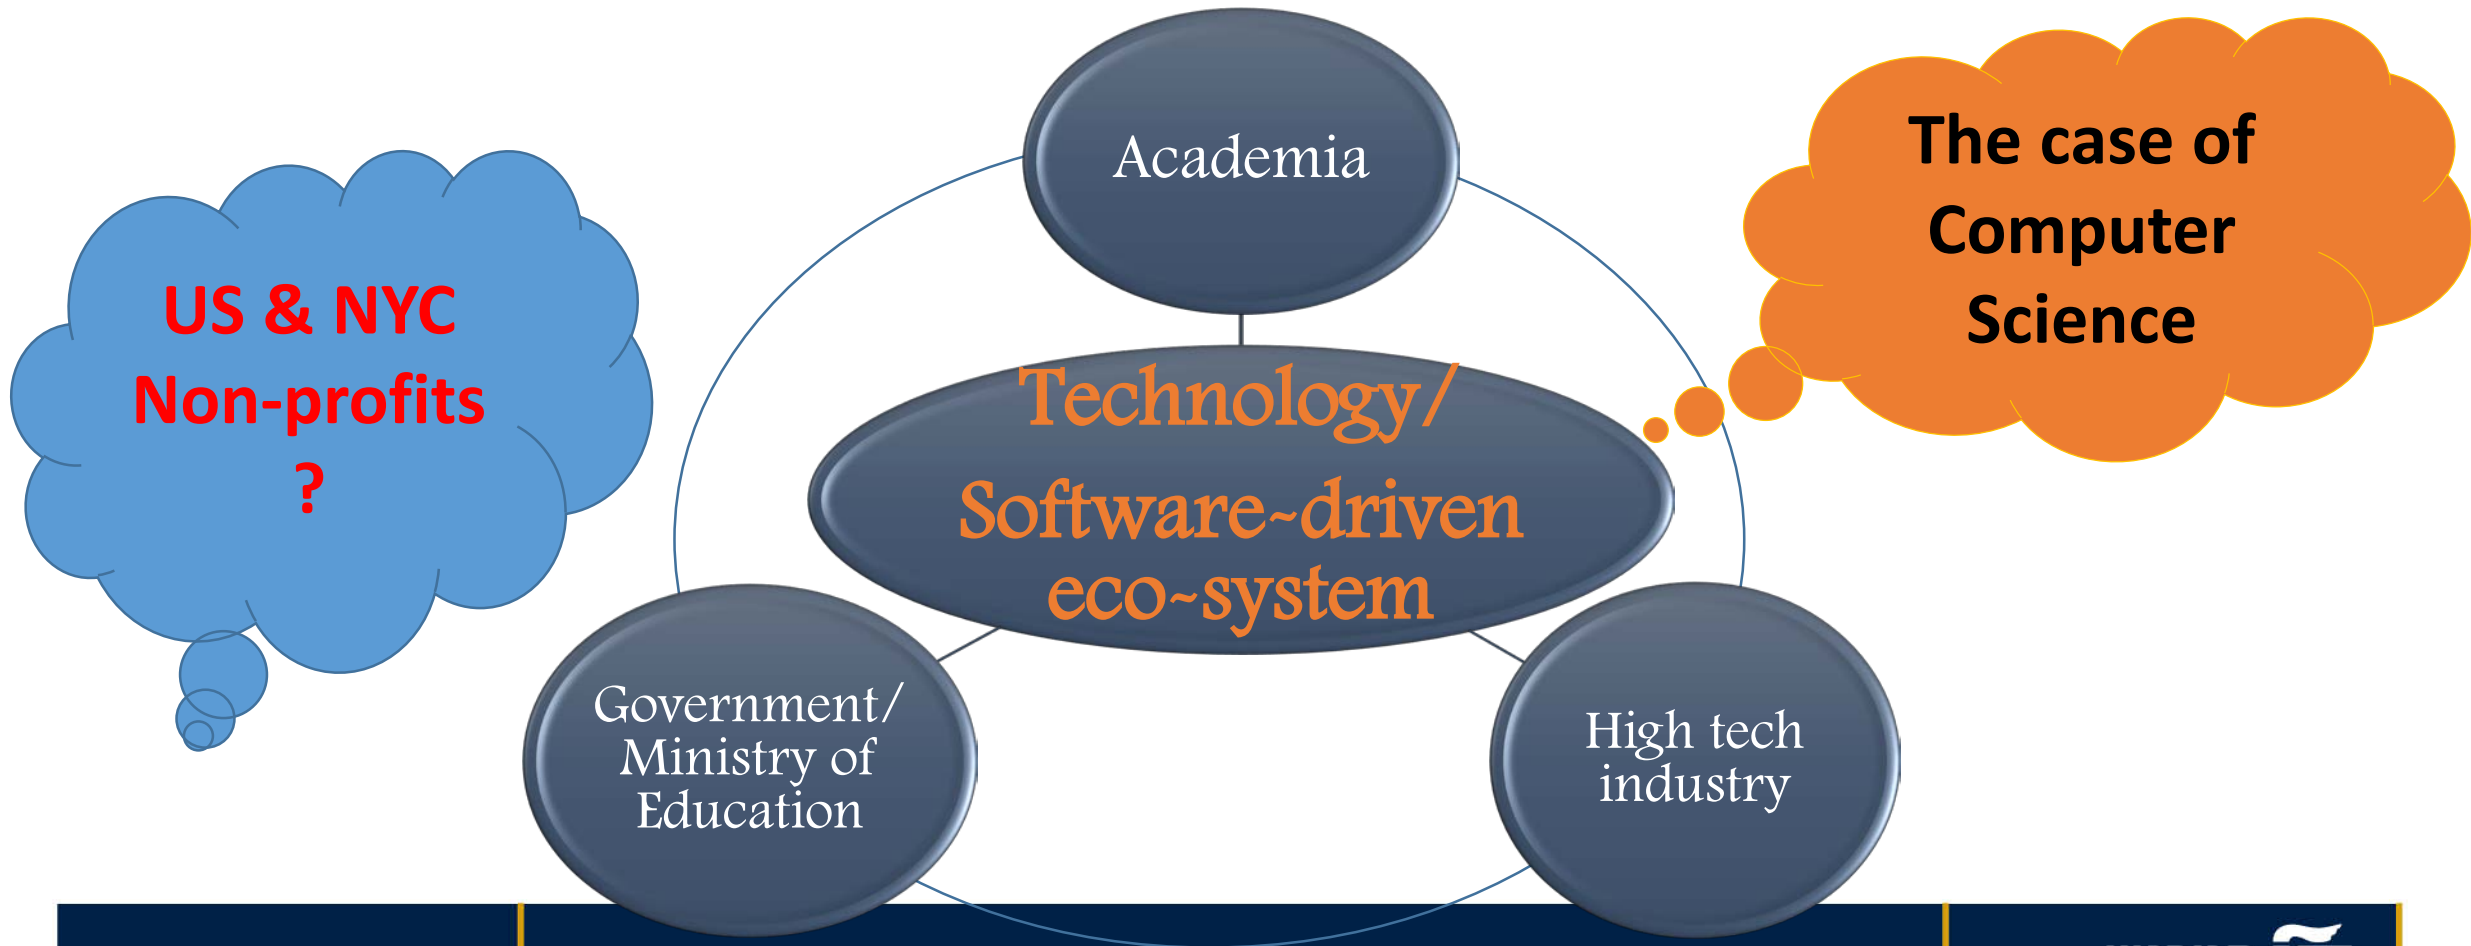 Academia
The case of
Computer
Science
US & NYC
Non-profits
?
Technology/
Software-driven
eco-system
Government/
Ministry of
Education
High tech
industry